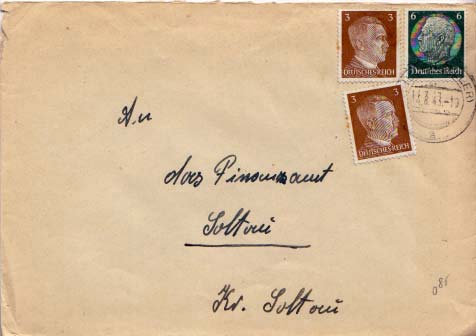 3 3
DEUTSCHES REICH
6 6
Deutsches Reich
3 3
DEUTSCHES REICH
a
An
das Finanzamt
Soltau
Kr. Soltau